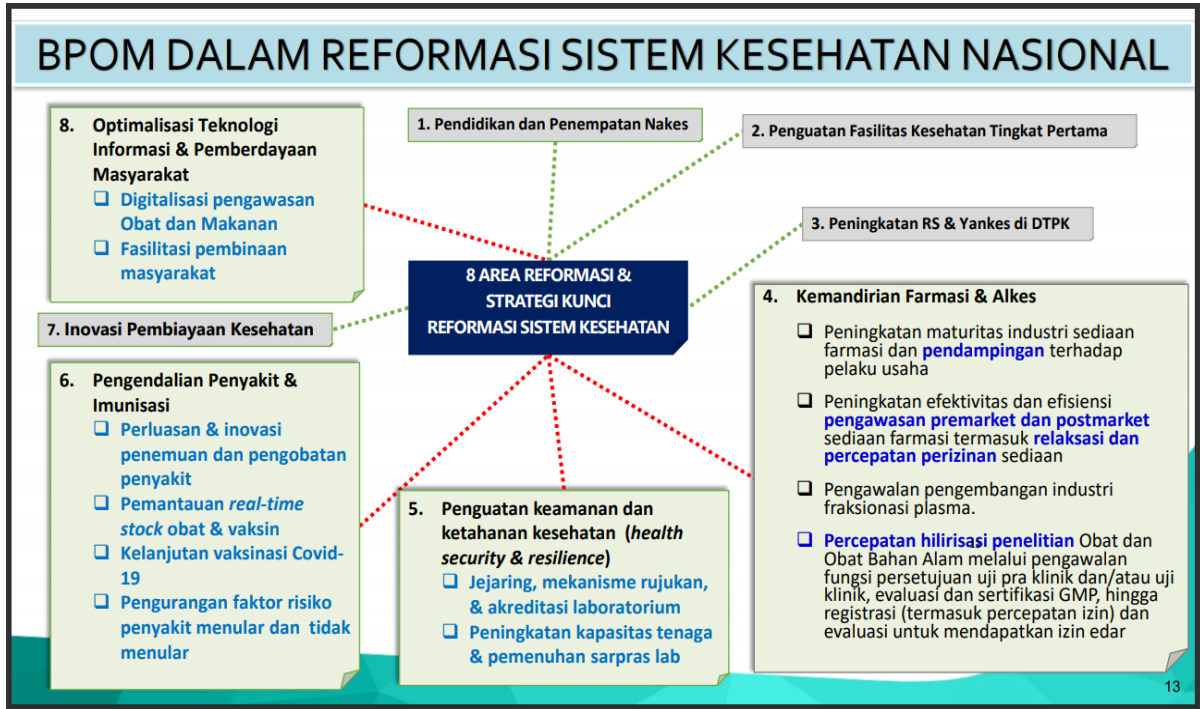 BPOM DALAM REFORMASI SISTEM KESEHATAN NASIONAL
8. Optimalisasi Teknologi
Informasi & Pemberdayaan
Masyarakat
❑ Digitalisasi pengawasan
Obat dan Makanan
❑ Fasilitasi pembinaan
masyarakat
1. Pendidikan dan Penempatan Nakes
2. Penguatan Fasilitas Kesehatan Tingkat Pertama
3. Peningkatan RS & Yankes di DTPK
8 AREA REFORMASI &
STRATEGI KUNCI
REFORMASI SISTEM KESEHATAN
7. Inovasi Pembiayaan Kesehatan
6. Pengendalian Penyakit &
Imunisasi
❑ Perluasan & inovasi
penemuan dan pengobatan
penyakit
❑ Pemantauan real-time
stock obat & vaksin
❑ Kelanjutan vaksinasi Covid-
19
❑ Pengurangan faktor risiko
penyakit menular dan tidak
menular
5. Penguatan keamanan dan
ketahanan kesehatan (health
security & resilience)
❑ Jejaring, mekanisme rujukan,
& akreditasi laboratorium
❑ Peningkatan kapasitas tenaga
& pemenuhan sarpras lab
4. Kemandirian Farmasi & Alkes
❑ Peningkatan maturitas industri sediaan
farmasi dan pendampingan terhadap
pelaku usaha
❑ Peningkatan efektivitas dan efisiensi
pengawasan premarket dan postmarket
sediaan farmasi termasuk relaksasi dan
percepatan perizinan sediaan
❑ Pengawalan pengembangan industri
fraksionasi plasma.
❑ Percepatan hilirisasi penelitian Obat dan
Obat Bahan Alam melalui pengawalan
fungsi persetujuan uji pra klinik dan/atau uji
klinik, evaluasi dan sertifikasi GMP, hingga
registrasi (termasuk percepatan izin) dan
evaluasi untuk mendapatkan izin edar
13